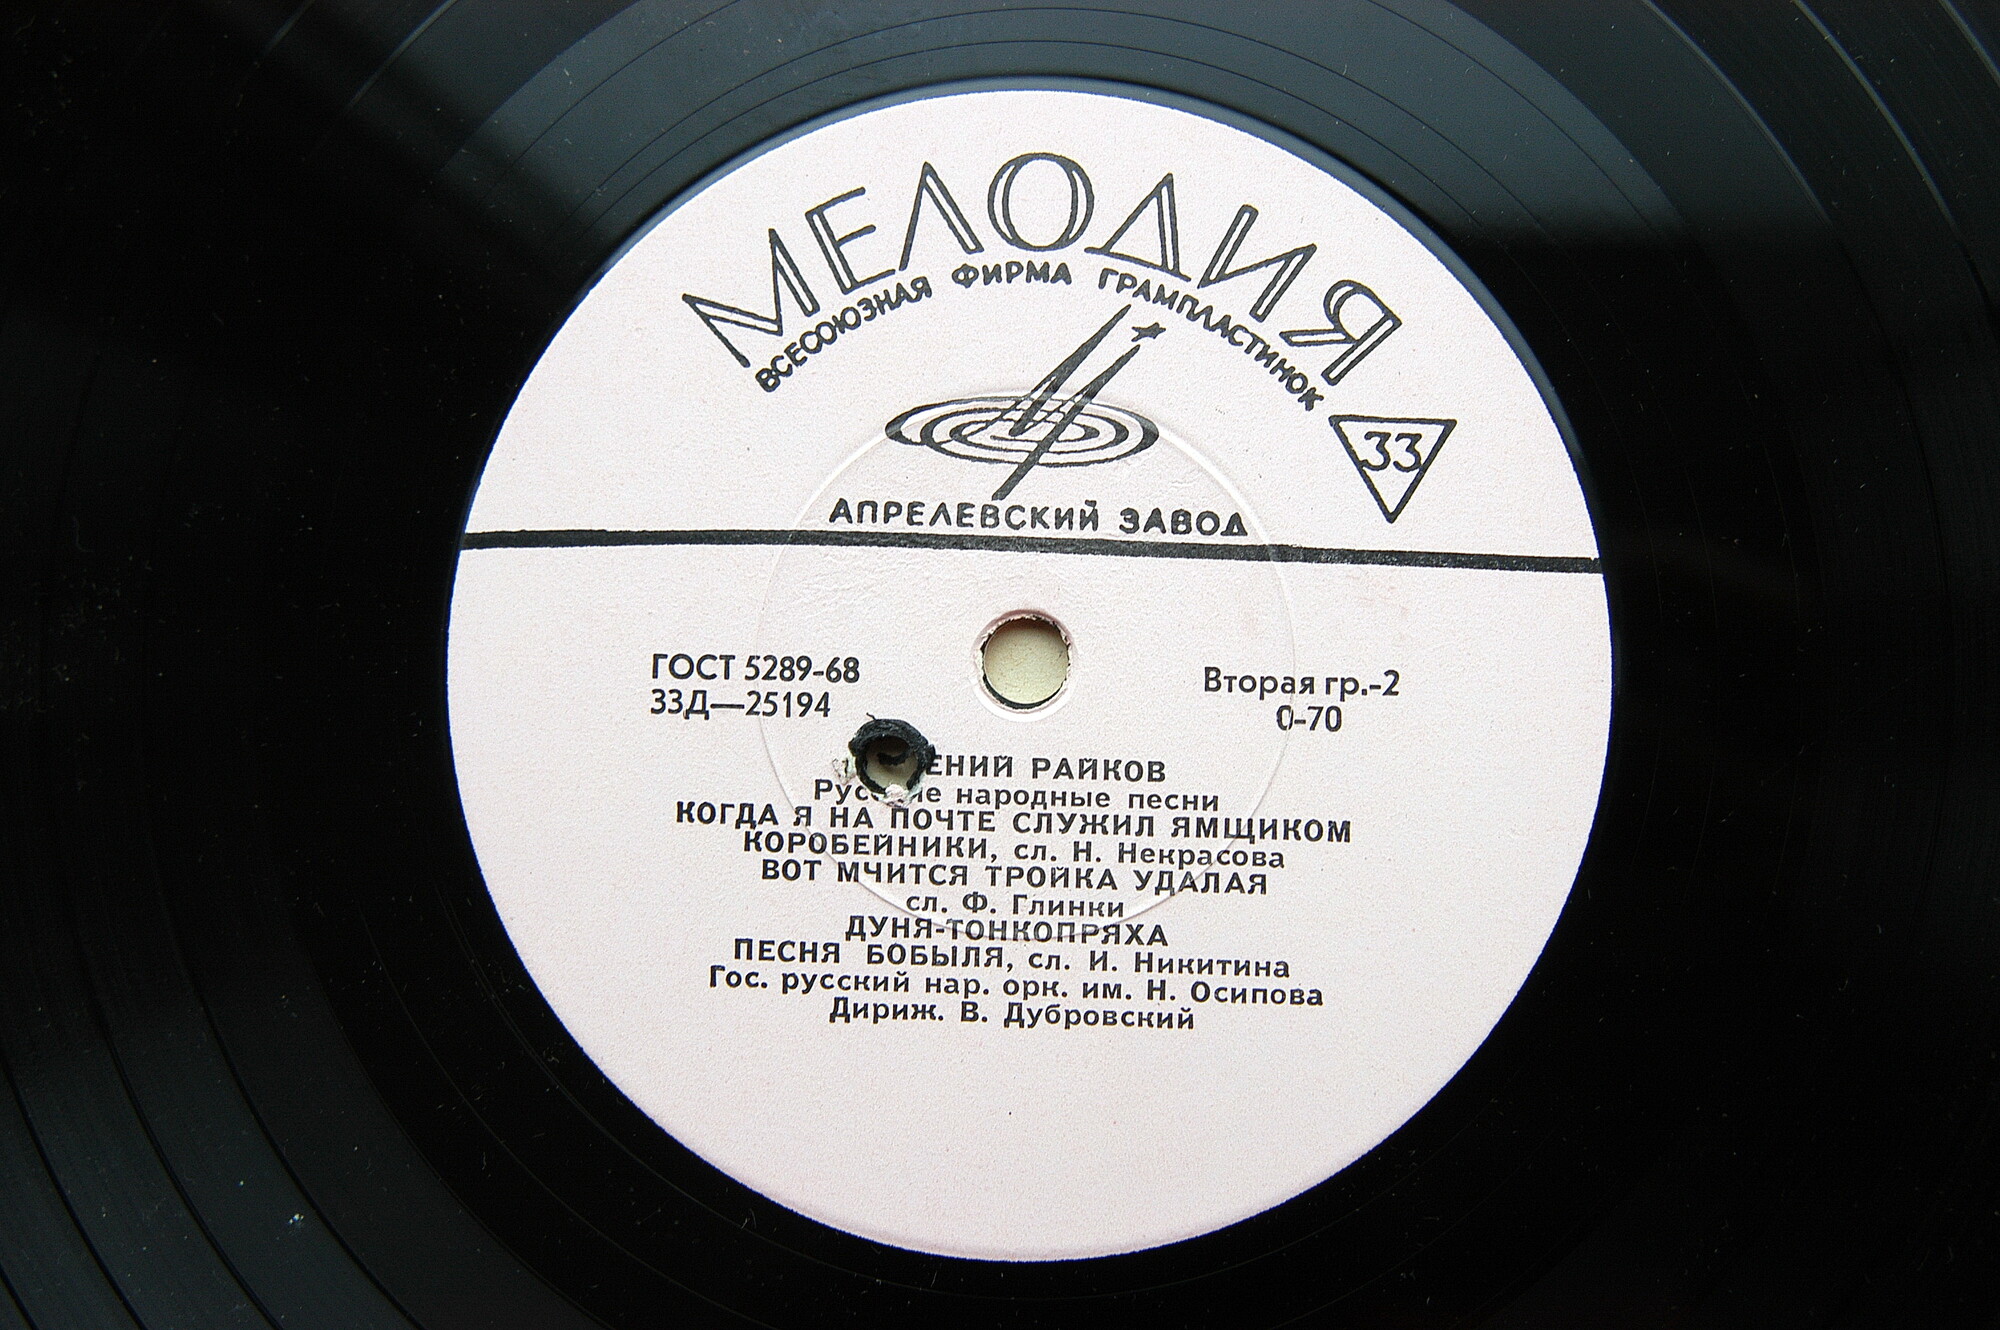 МЕЛОДИЯ
ВСЕСОЮЗНАЯ ФИРМА ГРАМПЛАСТИНОК
33
АПРЕЛЕВСКИЙ ЗАВОД
ГОСТ 5289-68
33Д—25194
Вторая гр.-2
0-70
РАЙКОВ
народные песни
КОГДА Я НА ПОЧТЕ СЛУЖИЛ ЯМЩИКОМ
КОРОБЕЙНИКИ, сл. Н. Некрасова
ВОТ МЧИТСЯ ТРОЙКА УДАЛАЯ
сл. Ф. Глинки
ДУНЯ-ТОНКОПРЯХА
ПЕСНЯ БОБЫЛЯ, сл. И. Никитина
Гос. русский нар. орк. им. Н. Осипова
Дириж. В. Дубровский